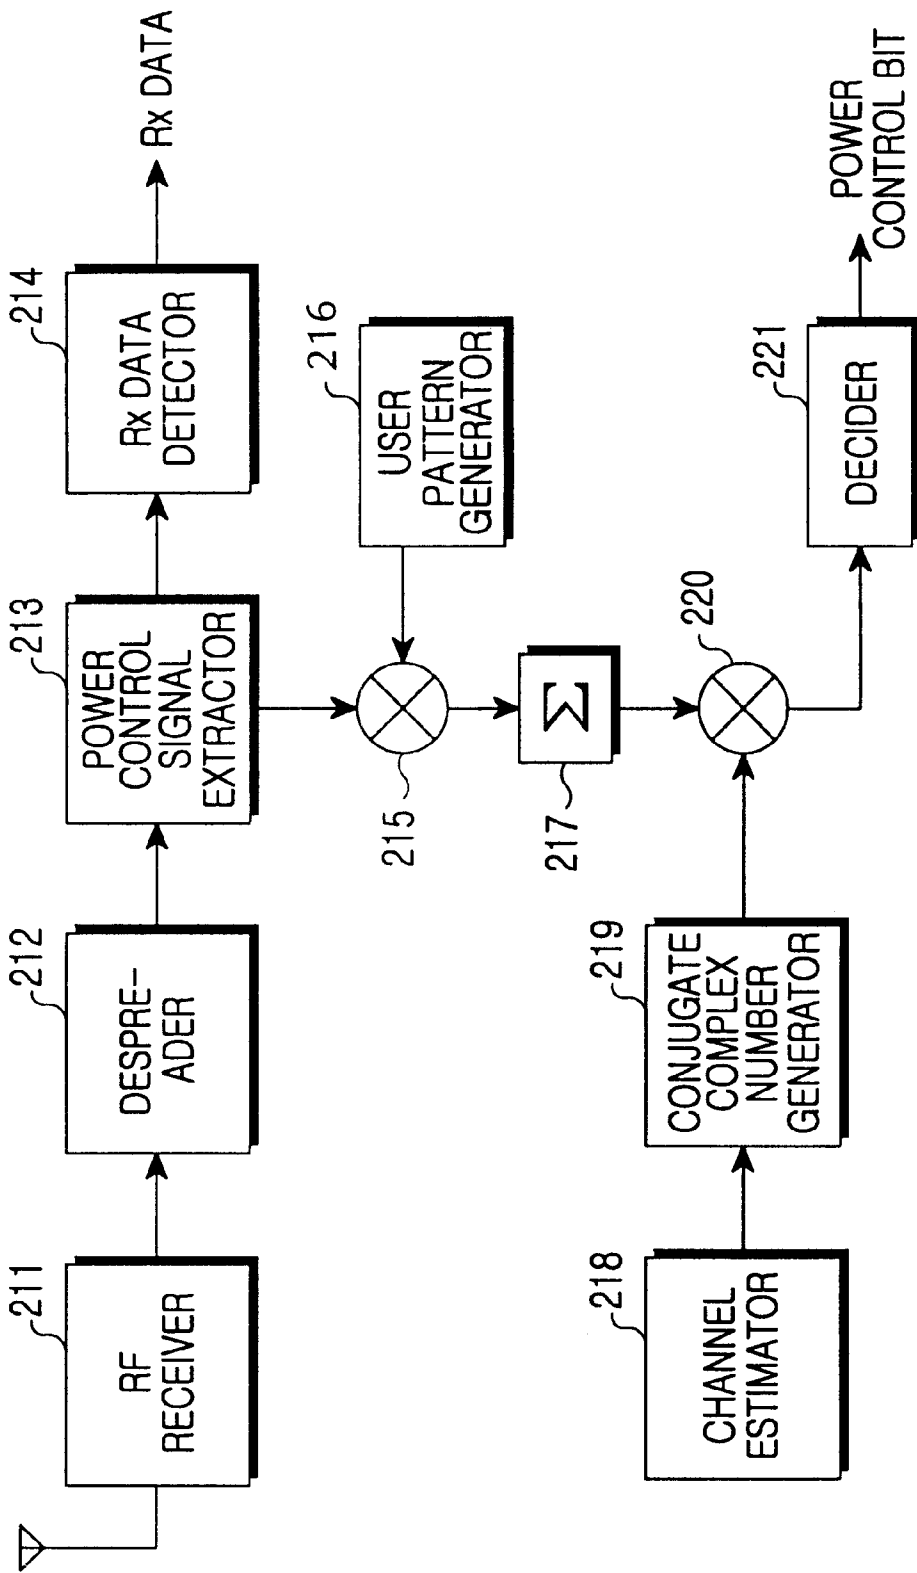 211
RF
RECEIVER
212
DESPRE-
ADER
213
POWER
CONTROL
SIGNAL
EXTRACTOR
214
Rx DATA
DETECTOR
Rx DATA
215
216
USER
PATTERN
GENERATOR
217
Σ
218
CHANNEL
ESTIMATOR
219
CONJUGATE
COMPLEX
NUMBER
GENERATOR
220
221
DECIDER
POWER
CONTROL BIT